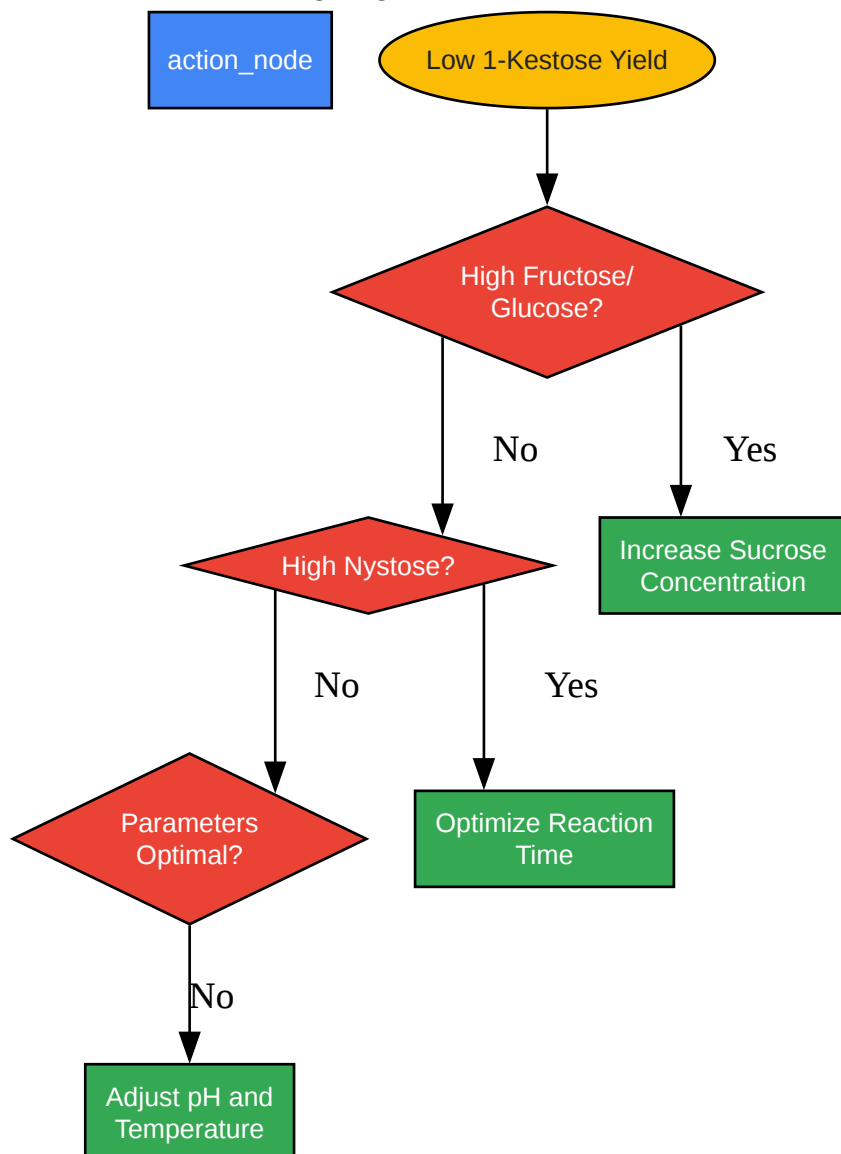 action_node
Low 1-Kestose Yield
High Fructose/
Glucose?
No
Yes
High Nystose?
Increase Sucrose
Concentration
No
Yes
Parameters
Optimal?
Optimize Reaction
Time
No
Adjust pH and
Temperature